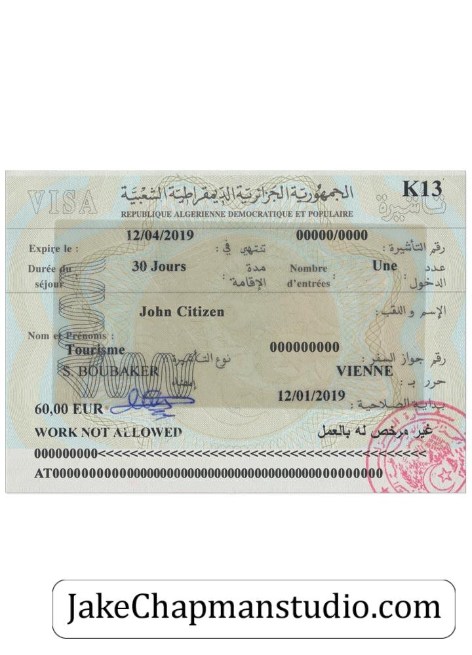 VISA الجمهورية الجزائرية الديمقراطية الشعبية تأشيرة K13
REPUBLIQUE ALGERIENNE DEMOCRATIQUE ET POPULAIRE
Expire le : 12/04/2019 تنتهي في : 00000/0000 رقم التأشيرة :
Durée du séjour 30 Jours مدة الإقامة : Nombre d'entrées Une عدد الدخول :
John Citizen الإسم و اللقب :
Nom et Prénoms :
Tourisme نوع التأشيرة 000000000 رقم جواز السفر :
S. BOUBAKER إمضاء VIENNE حرر بـ :
12/01/2019 بداية الصلاحية :
60,00 EUR
WORK NOT ALLOWED غير مرخص له بالعمل
000000000<<<<<<<<<<<<<<<<<<<<<<<<<<<<<<<<<<<
AT00000000000000000000000000000000000000000000
JakeChapmanstudio.com